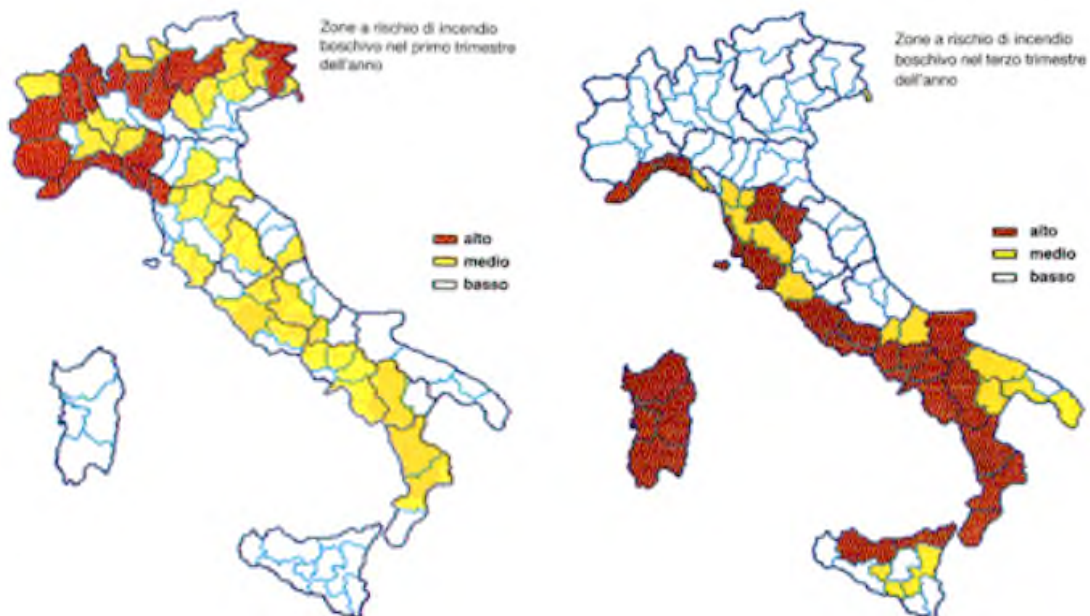 Zone a rischio di incendio
boschivo nel primo trimestre
dell'anno
alto
medio
basso
Zone a rischio di incendio
boschivo nel terzo trimestre
dell'anno
alto
medio
basso